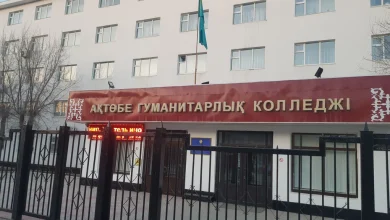 АҚТӨБЕ ГУМАНИТАРЛЫҚ КОЛЛЕДЖІ